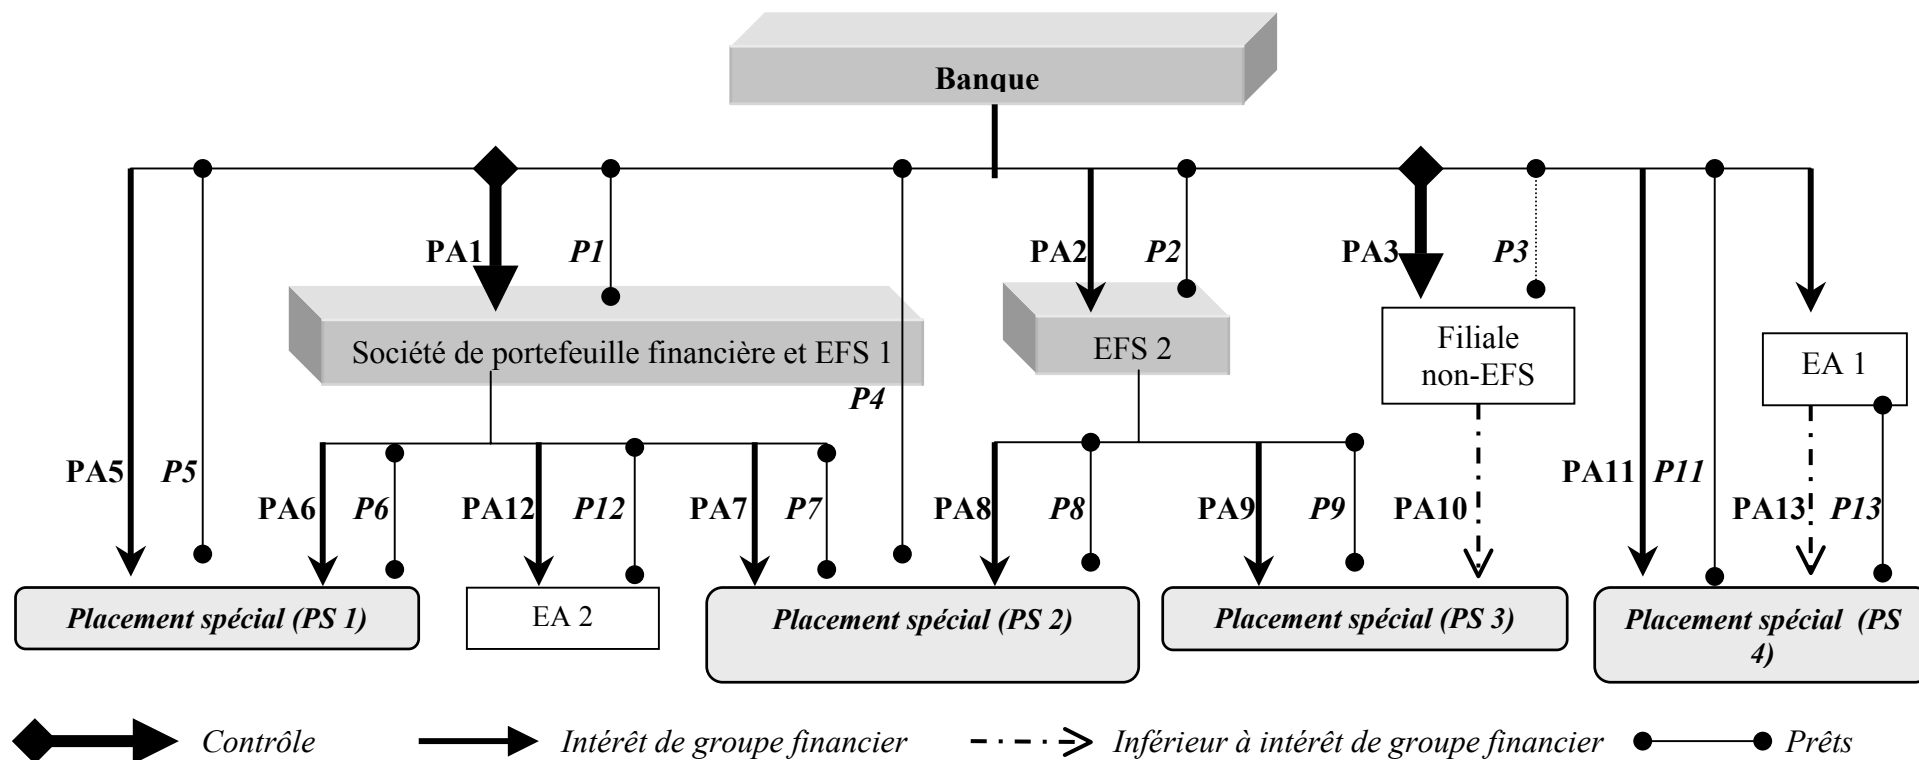 Banque
PA1
P1
PA2
P2
PA3
P3
Société de portefeuille financière et EFS 1
EFS 2
Filiale
non-EFS
EA 1
P4
PA5
P5
PA6
P6
PA12
P12
PA7
P7
PA8
P8
PA9
P9
PA10
PA11
P11
PA13
P13
Placement spécial (PS 1)
EA 2
Placement spécial (PS 2)
Placement spécial (PS 3)
Placement spécial (PS
4)
Contrôle
Intérêt de groupe financier
Inférieur à intérêt de groupe financier
Prêts